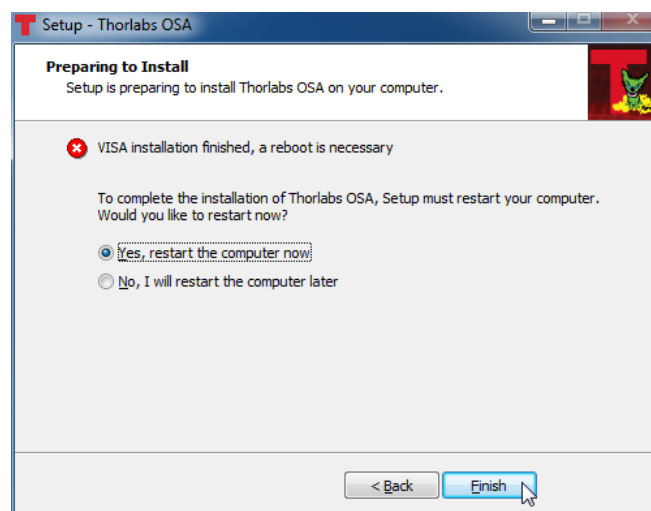 Setup - Thorlabs OSA
Preparing to Install
Setup is preparing to install Thorlabs OSA on your computer.
VISA installation finished, a reboot is necessary
To complete the installation of Thorlabs OSA, Setup must restart your computer.
Would you like to restart now?
Yes, restart the computer now
No, I will restart the computer later
< Back
Finish